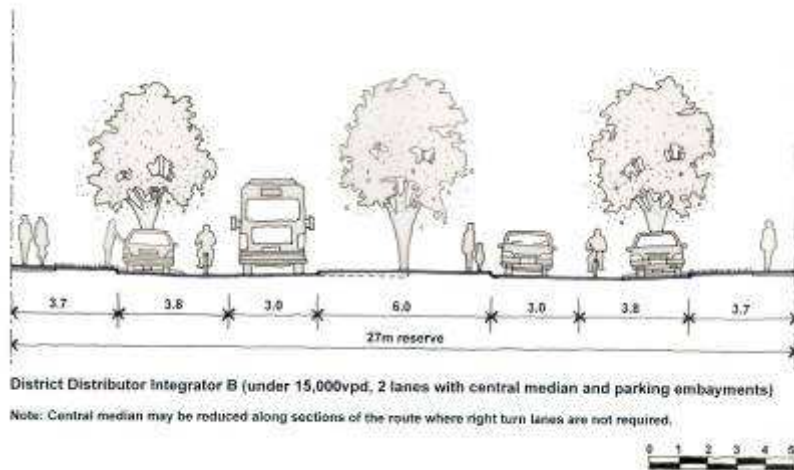 3.7 3.8 3.0 6.0 3.0 3.8 3.7
27m reserve
District Distributor Integrator B (under 15,000vpd, 2 lanes with central median and parking embayments)
Note: Central median may be reduced along sections of the route where right turn lanes are not required.
0 1 2 3 4 5